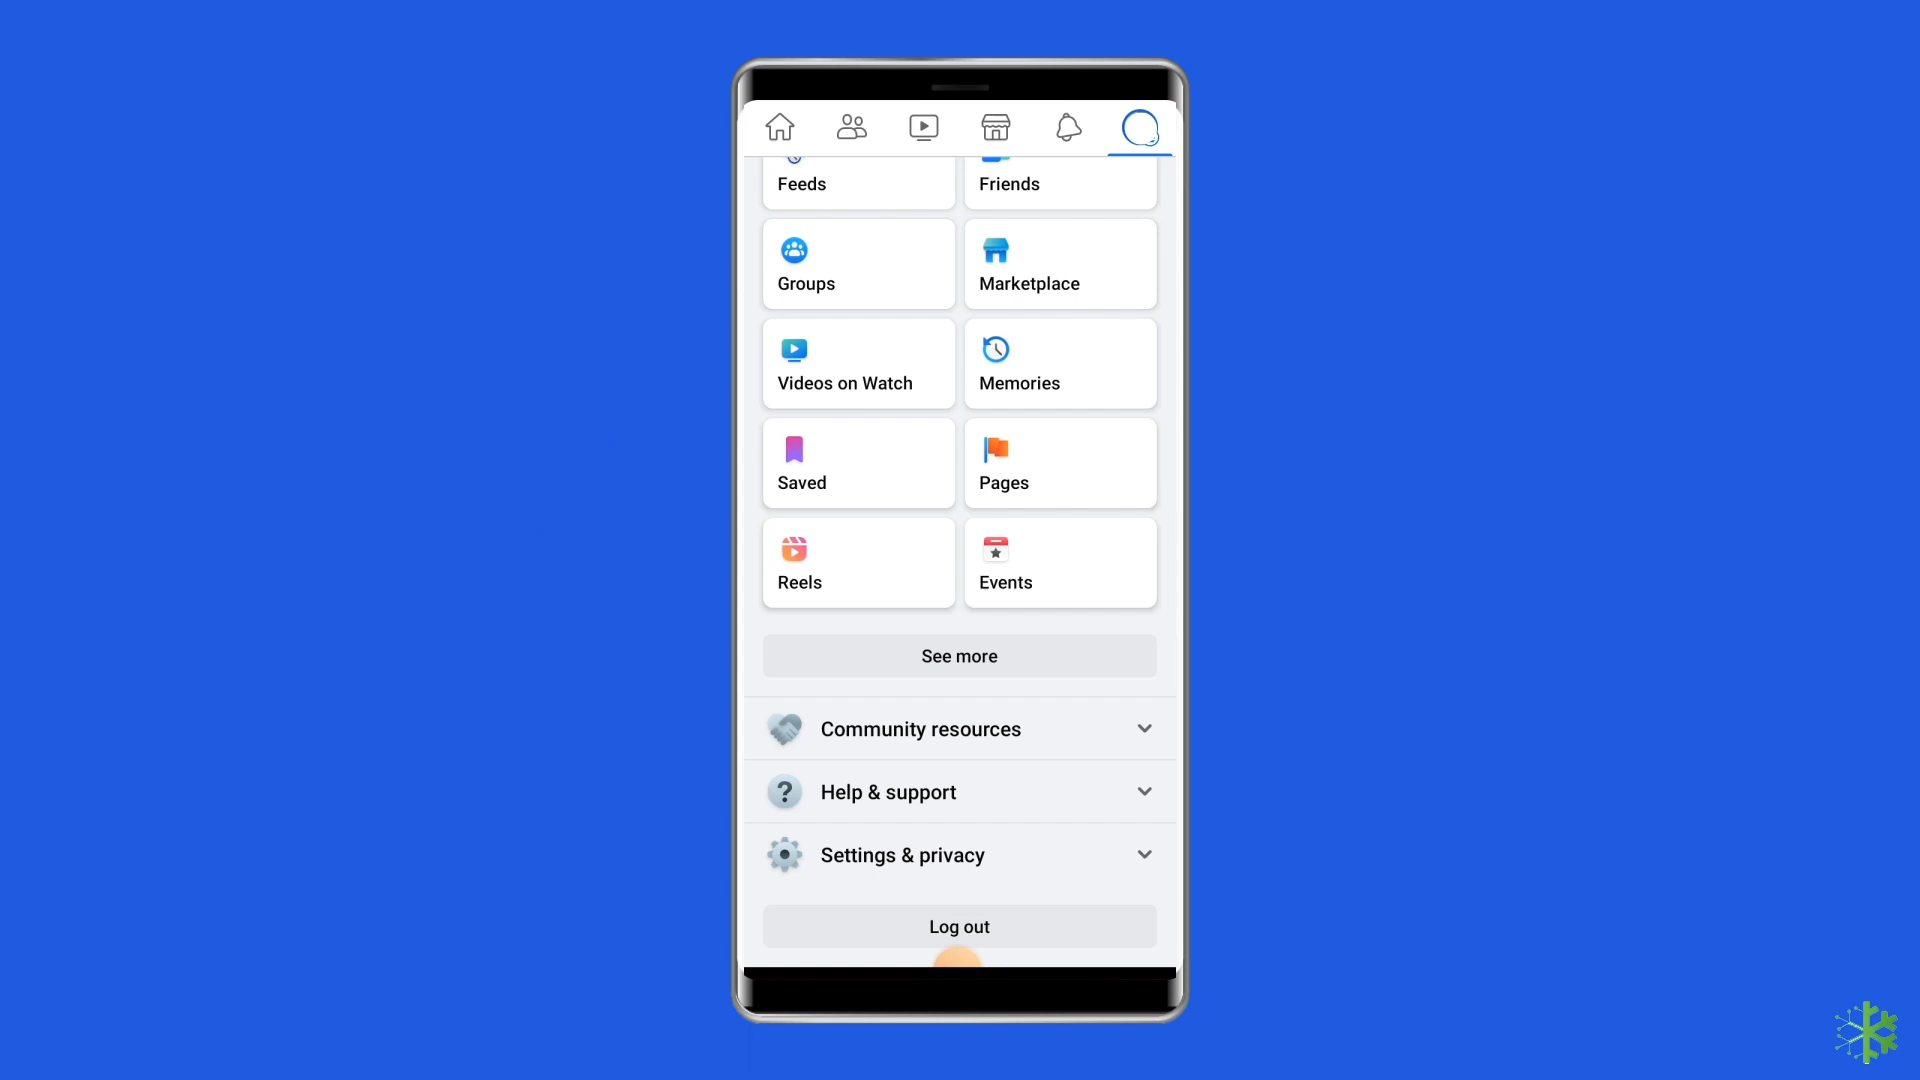 Feeds
Friends
Groups
Marketplace
Videos on Watch
Memories
Saved
Pages
Reels
Events
See more
Community resources
Help & support
Settings & privacy
Log out